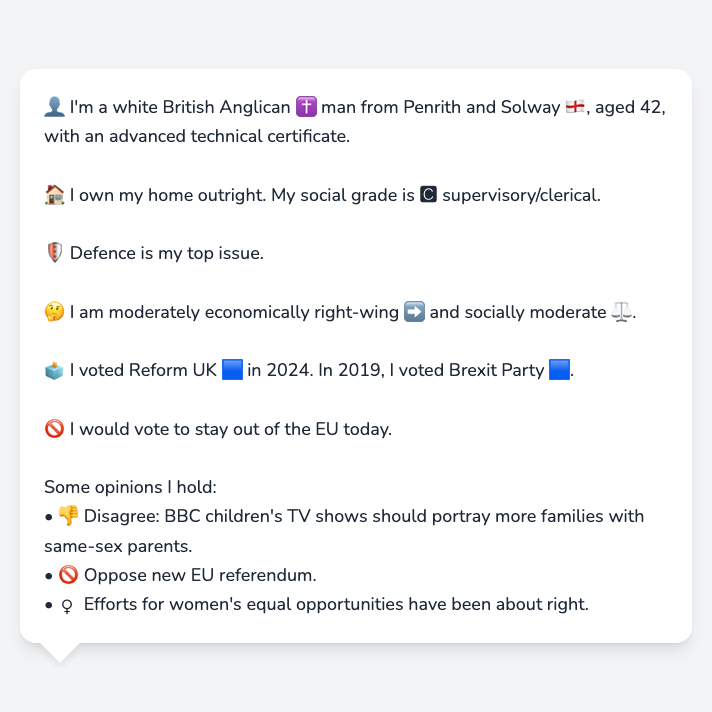 👤 I'm a white British Anglican ✝️ man from Penrith and Solway 🏴󠁧󠁢󠁥󠁮󠁧󠁿, aged 42,
with an advanced technical certificate.
🏠 I own my home outright. My social grade is 🅲 supervisory/clerical.
🛡️ Defence is my top issue.
🤔 I am moderately economically right-wing ➡️ and socially moderate ⚖️.
🗳️ I voted Reform UK 🟦 in 2024. In 2019, I voted Brexit Party 🟦.
🚫 I would vote to stay out of the EU today.
Some opinions I hold:
• 👎 Disagree: BBC children's TV shows should portray more families with
same-sex parents.
• 🚫 Oppose new EU referendum.
• ♀ Efforts for women's equal opportunities have been about right.